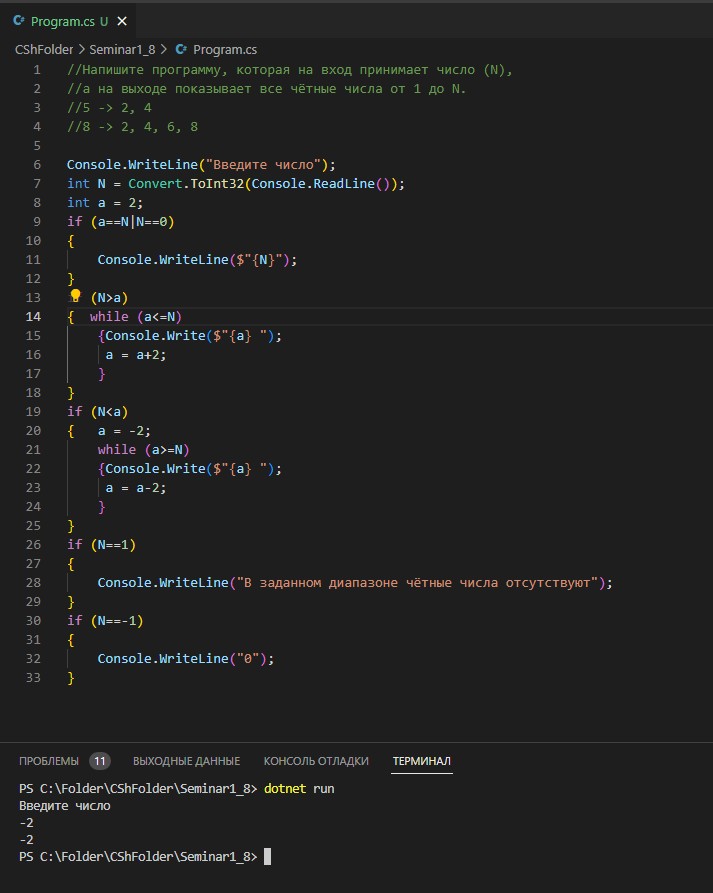 Program.cs U
CShFolder > Seminar1_8 > Program.cs
1 //Напишите программу, которая на вход принимает число (N),
2 //а на выходе показывает все чётные числа от 1 до N.
3 //5 -> 2, 4
4 //8 -> 2, 4, 6, 8
5
6 Console.WriteLine("Введите число");
7 int N = Convert.ToInt32(Console.ReadLine());
8 int a = 2;
9 if (a==N|N==0)
10 {
11 Console.WriteLine($"{N}");
12 }
13 (N>a)
14 { while (a<=N)
15 {Console.Write($"{a} ");
16 a = a+2;
17 }
18 }
19 if (N<a)
20 { a = -2;
21 while (a>=N)
22 {Console.Write($"{a} ");
23 a = a-2;
24 }
25 }
26 if (N==1)
27 {
28 Console.WriteLine("В заданном диапазоне чётные числа отсутствуют");
29 }
30 if (N==-1)
31 {
32 Console.WriteLine("0");
33 }
ПРОБЛЕМЫ 11 ВЫХОДНЫЕ ДАННЫЕ КОНСОЛЬ ОТЛАДКИ ТЕРМИНАЛ
PS C:\Folder\CShFolder\Seminar1_8> dotnet run
Введите число
-2
-2
PS C:\Folder\CShFolder\Seminar1_8>